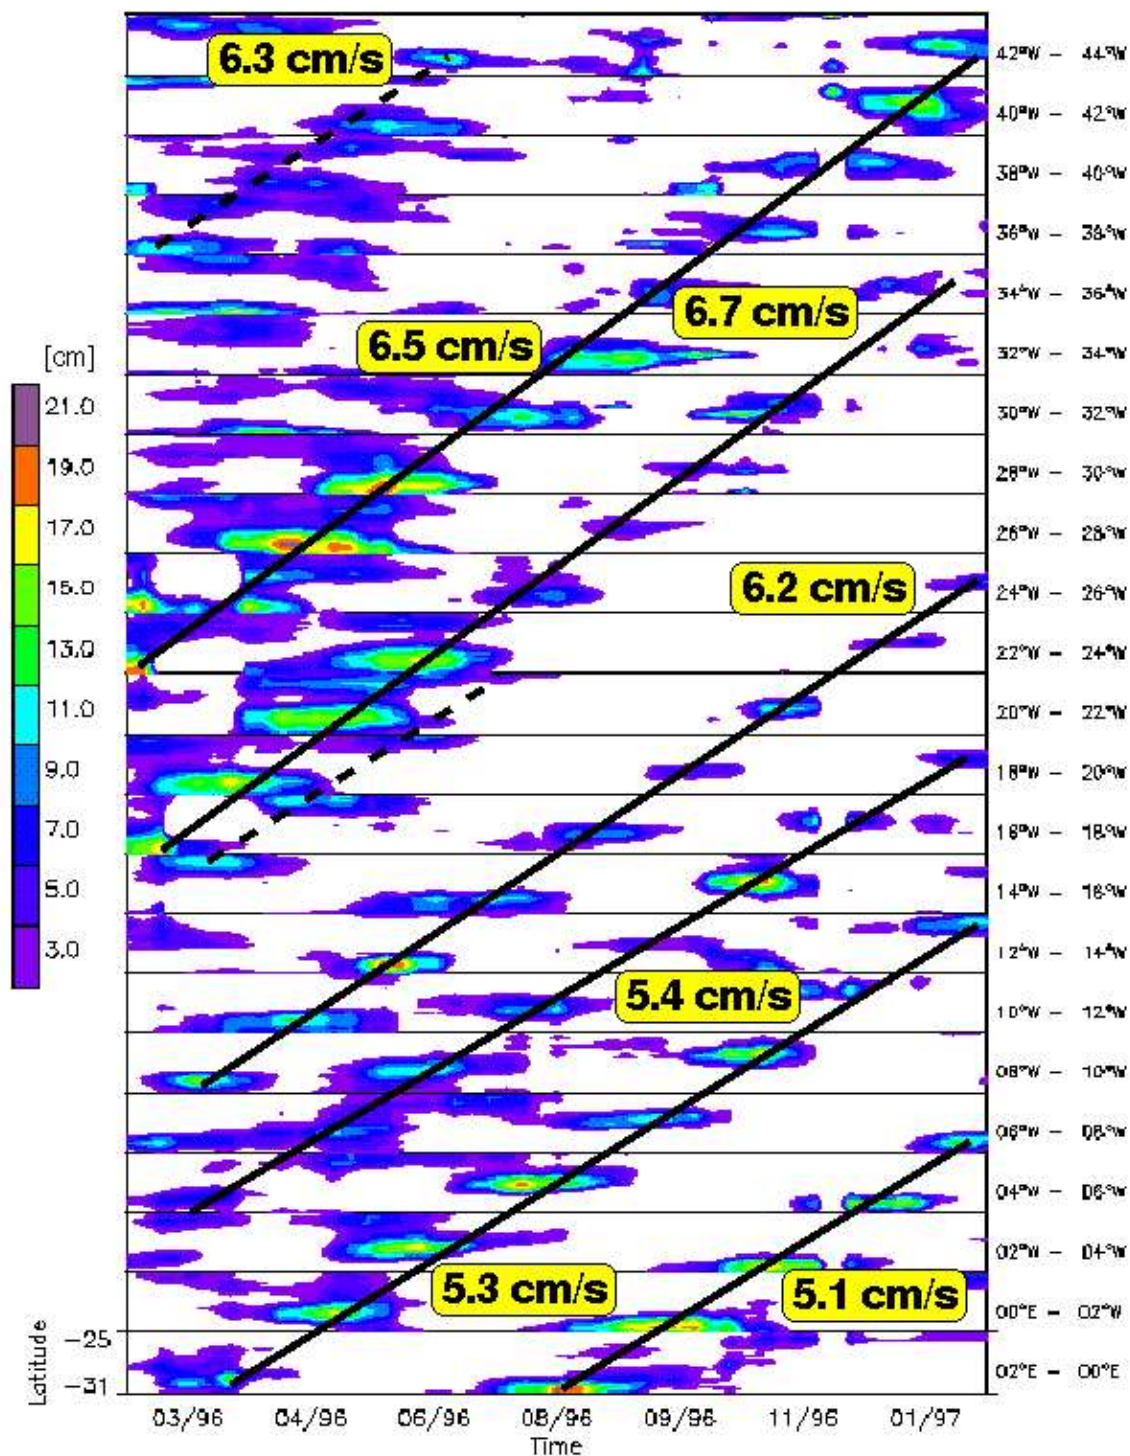 6.3 cm/s
42°W – 44°W
40°W – 42°W
38°W – 40°W
36°W – 38°W
34°W – 36°W
6.7 cm/s
6.5 cm/s
32°W – 34°W
[cm]
21.0
30°W – 32°W
19.0
28°W – 30°W
17.0
26°W – 28°W
15.0
6.2 cm/s
24°W – 26°W
13.0
22°W – 24°W
11.0
20°W – 22°W
9.0
18°W – 20°W
7.0
16°W – 18°W
5.0
14°W – 16°W
3.0
12°W – 14°W
5.4 cm/s
10°W – 12°W
08°W – 10°W
06°W – 08°W
04°W – 06°W
02°W – 04°W
5.3 cm/s
5.1 cm/s
00°E – 02°W
Latitude
−25
−31
02°E – 00°E
03/96 04/96 06/96 08/96 09/96 11/96 01/97
Time